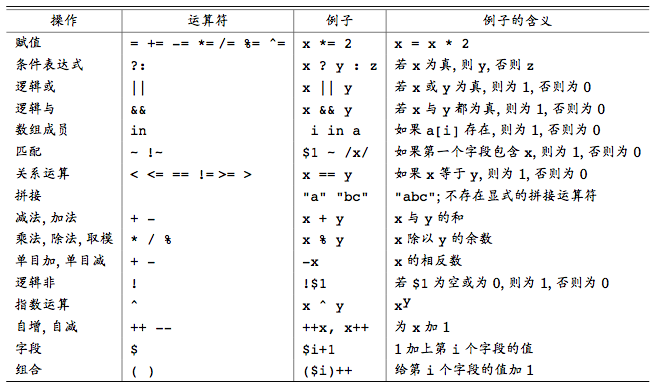 操作 运算符 例子 例子的含义
赋值 = += -= *= /= %= ^= x *= 2 x = x * 2
条件表达式 ?: x ? y : z 若 x 为真, 则 y, 否则 z
逻辑或 || x || y 若 x 或 y 为真, 则为 1, 否则为 0
逻辑与 && x && y 若 x 与 y 都为真, 则为 1, 否则为 0
数组成员 in i in a 如果 a[i] 存在, 则为 1, 否则为 0
匹配 ~ !~ $1 ~ /x/ 如果第一个字段包含 x, 则为 1, 否则为 0
关系运算 < <= == != >= > x == y 如果 x 等于 y, 则为 1, 否则为 0
拼接 "a" "bc" "abc"; 不存在显式的拼接运算符
减法, 加法 + - x + y x 与 y 的和
乘法, 除法, 取模 * / % x % y x 除以 y 的余数
单目加, 单目减 + - -x x 的相反数
逻辑非 ! !$1 若 $1 为空或为 0, 则为 1, 否则为 0
指数运算 ^ x ^ y x^y
自增, 自减 ++ -- ++x, x++ 为 x 加 1
字段 $ $i+1 1 加上第 i 个字段的值
组合 ( ) ($i)++ 给第 i 个字段的值加 1